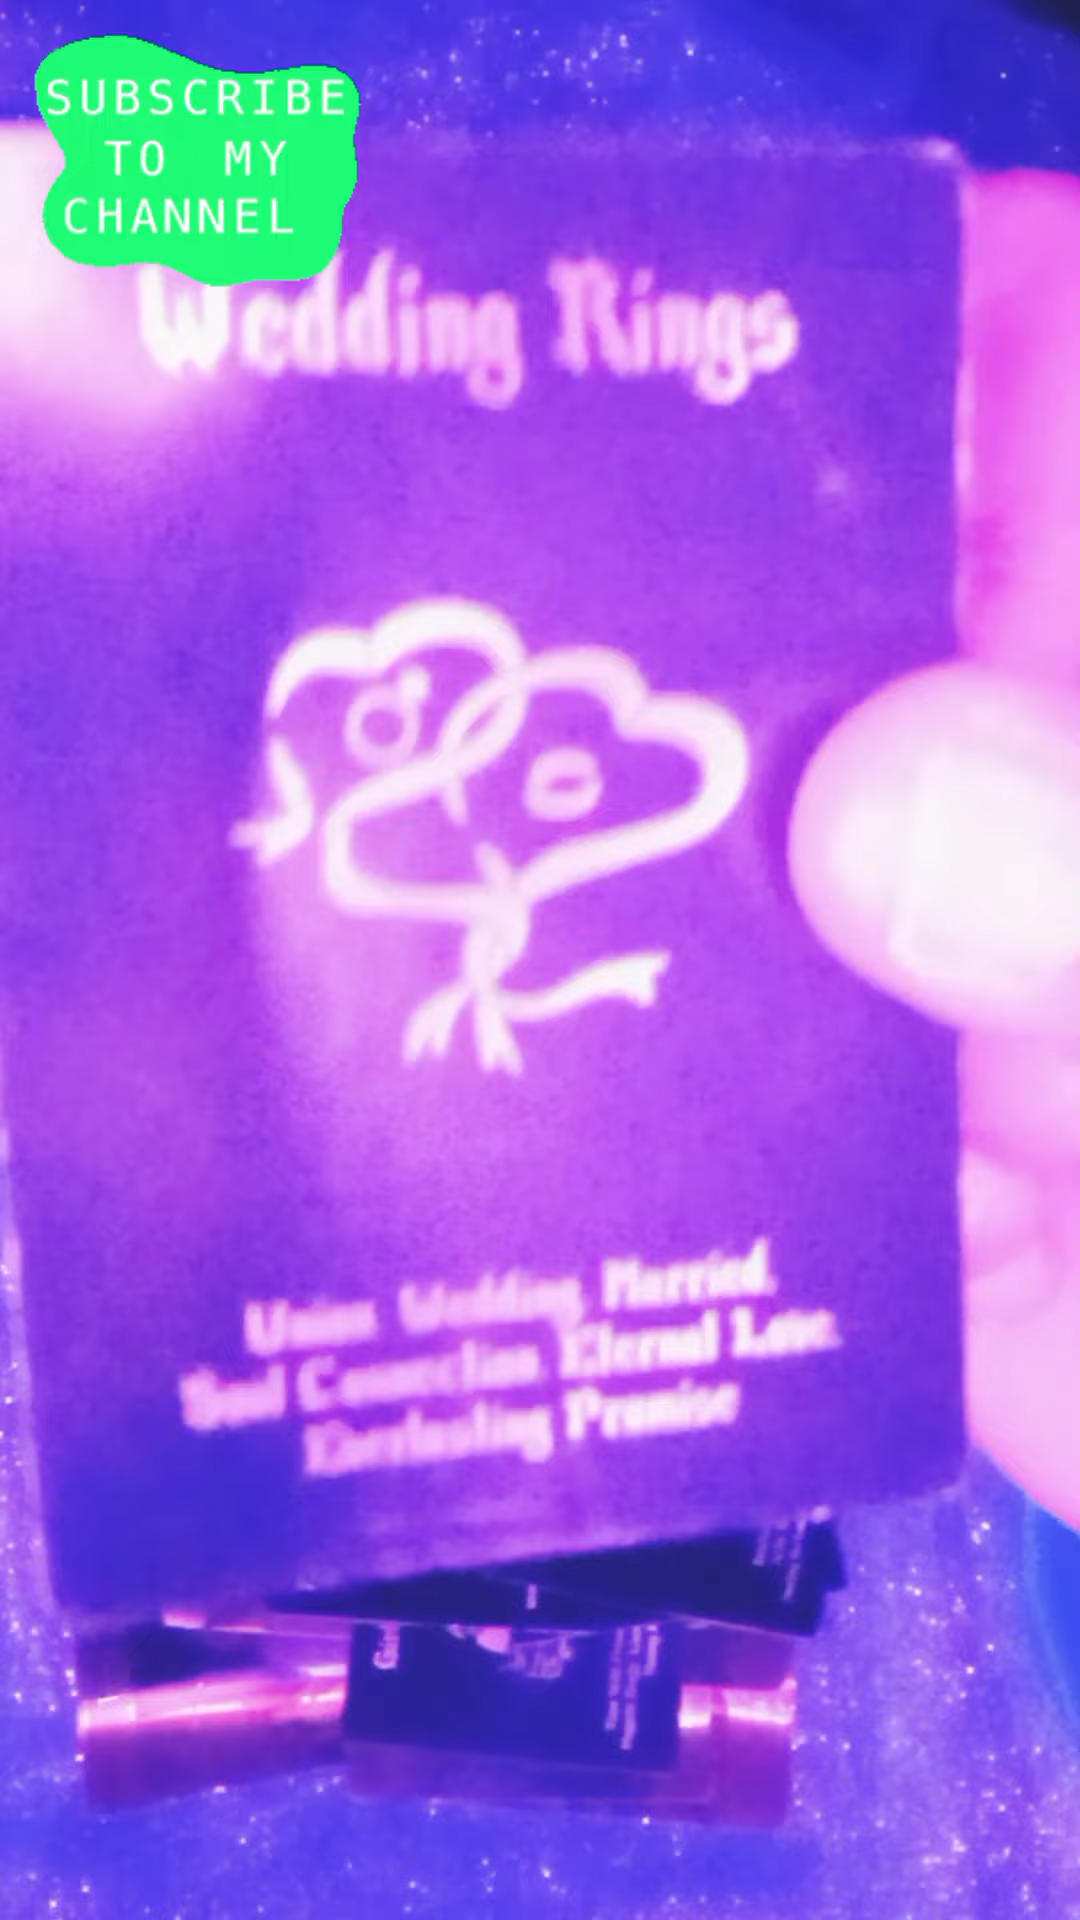 SUBSCRIBE
TO MY
CHANNEL
Wedding Rings
Union Wedding, Married,
Soul Connection, Eternal Love,
Everlasting Promise